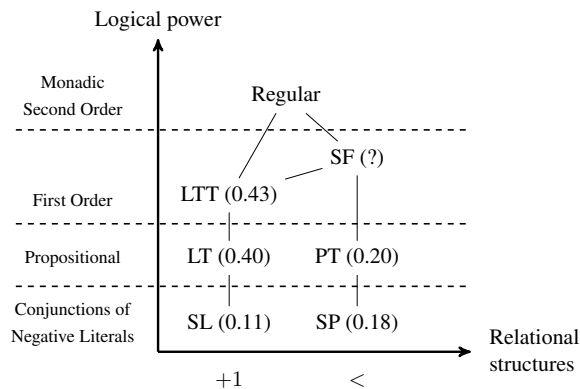 Logical power
Monadic
Second Order
Regular
SF (?)
First Order
LTT (0.43)
Propositional
LT (0.40)
PT (0.20)
Conjunctions of
Negative Literals
SL (0.11)
SP (0.18)
Relational
structures
+1
<